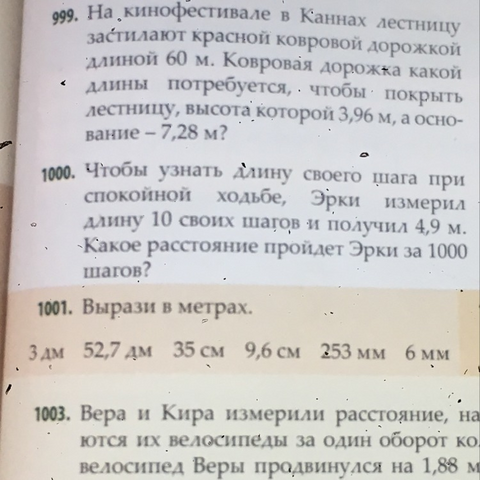 999. На кинофестивале в Каннах лестницу
застилают красной ковровой дорожкой
длиной 60 м. Ковровая дорожка какой
длины потребуется, чтобы покрыть
лестницу, высота которой 3,96 м, а осно-
вание – 7,28 м?
1000. Чтобы узнать длину своего шага при
спокойной ходьбе, Эрки измерил
длину 10 своих шагов и получил 4,9 м.
Какое расстояние пройдет Эрки за 1000
шагов?
1001. Вырази в метрах.
3 дм 52,7 дм 35 см 9,6 см 253 мм 6 мм
1003. Вера и Кира измерили расстояние, на
ются их велосипеды за один оборот ко
велосипед Веры продвинулся на 1,88 м